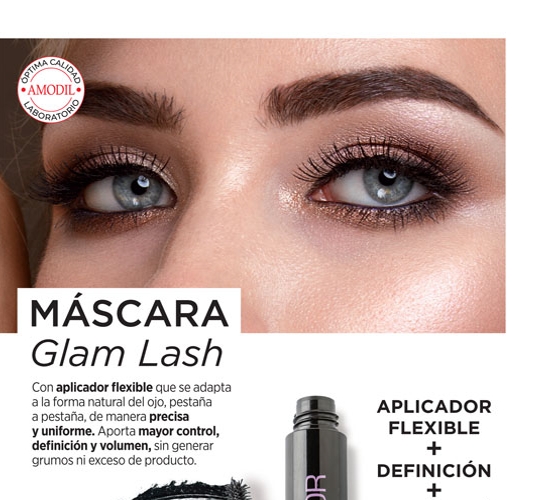 ÓPTIMA CALIDAD
AMODIL
LABORATORIO
MÁSCARA
Glam Lash
Con aplicador flexible que se adapta
a la forma natural del ojo, pestaña
a pestaña, de manera precisa
y uniforme. Aporta mayor control,
definición y volumen, sin generar
grumos ni exceso de producto.
APLICADOR
FLEXIBLE
+
DEFINICIÓN
+